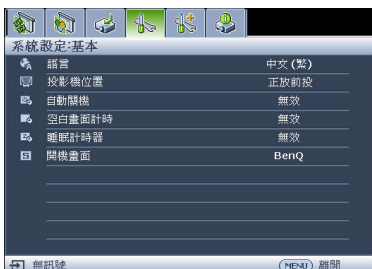 系統設定:基本
語言 中文 (繁)
投影機位置 正放前投
自動關機 無效
空白畫面計時 無效
睡眠計時器 無效
開機畫面 BenQ
無訊號 MENU 離開